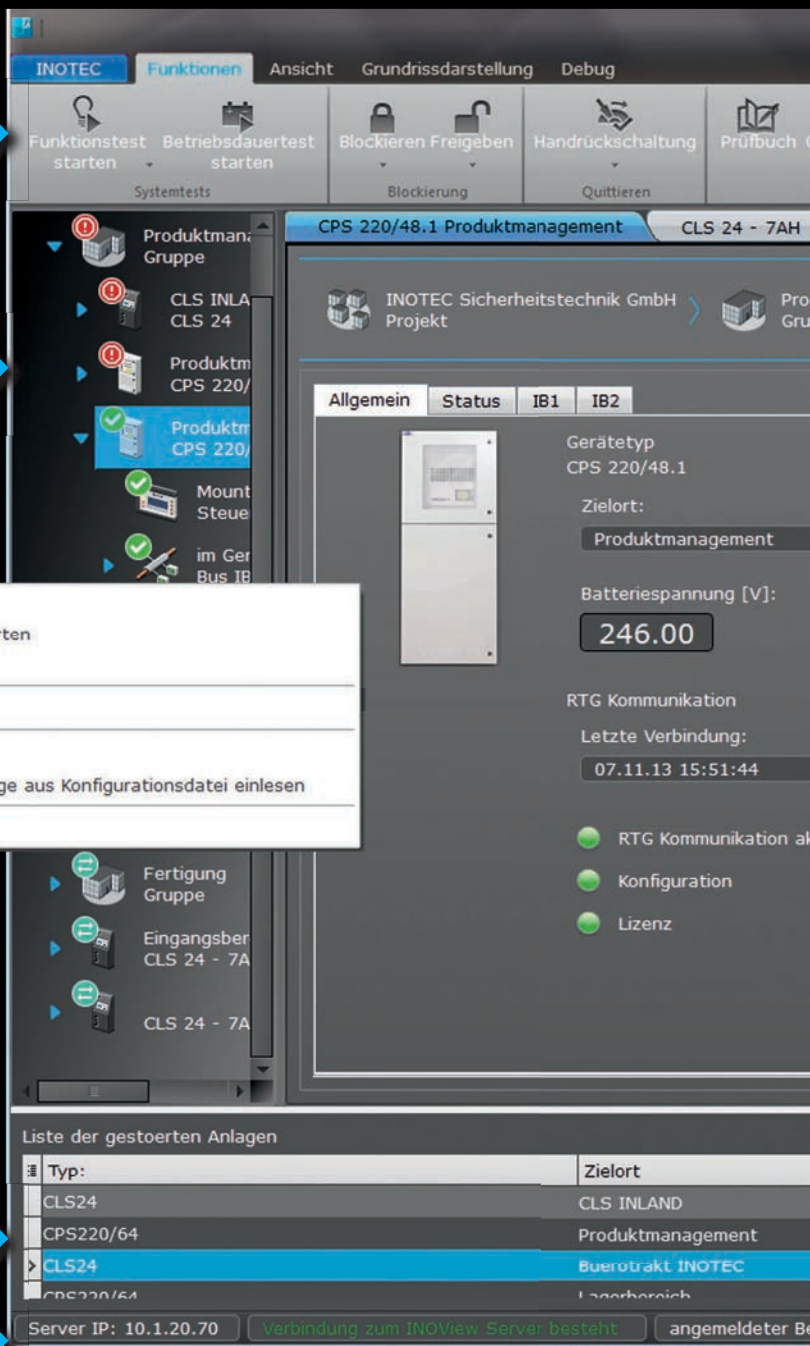 INOTEC Funktionen Ansicht Grundrissdarstellung Debug
Funktionstest starten
Betriebsdauertest starten
Blockieren Freigeben
Handrückschaltung
Prüfbuch
Systemtests
Blockierung
Quittieren
Produktmana
Gruppe
CLS INLA
CLS 24
Produktm
CPS 220/
Produktm
CPS 220/
Mount
Steue
im Ger
Bus IB
rten
ge aus Konfigurationsdatei einlesen
Fertigung
Gruppe
Eingangsber
CLS 24 - 7A
CLS 24 - 7A
CPS 220/48.1 Produktmanagement
CLS 24 - 7AH
INOTEC Sicherheitstechnik GmbH
Projekt
Pro
Gru
Allgemein Status IB1 IB2
Gerätetyp
CPS 220/48.1
Zielort:
Produktmanagement
Batteriespannung [V]:
246.00
RTG Kommunikation
Letzte Verbindung:
07.11.13 15:51:44
RTG Kommunikation ak
Konfiguration
Lizenz
Liste der gestoerten Anlagen
Typ: Zielort
CLS24 CLS INLAND
CPS220/64 Produktmanagement
CLS24 Buerotrakt INOTEC
CPS220/64 Lagerbereich
Server IP: 10.1.20.70 Verbindung zum INOView Server besteht angemeldeter Be